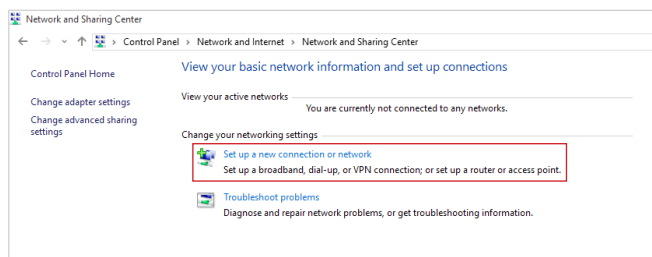 Network and Sharing Center
Control Panel > Network and Internet > Network and Sharing Center
Control Panel Home
Change adapter settings
Change advanced sharing
settings
View your basic network information and set up connections
View your active networks
You are currently not connected to any networks.
Change your networking settings
Set up a new connection or network
Set up a broadband, dial-up, or VPN connection; or set up a router or access point.
Troubleshoot problems
Diagnose and repair network problems, or get troubleshooting information.